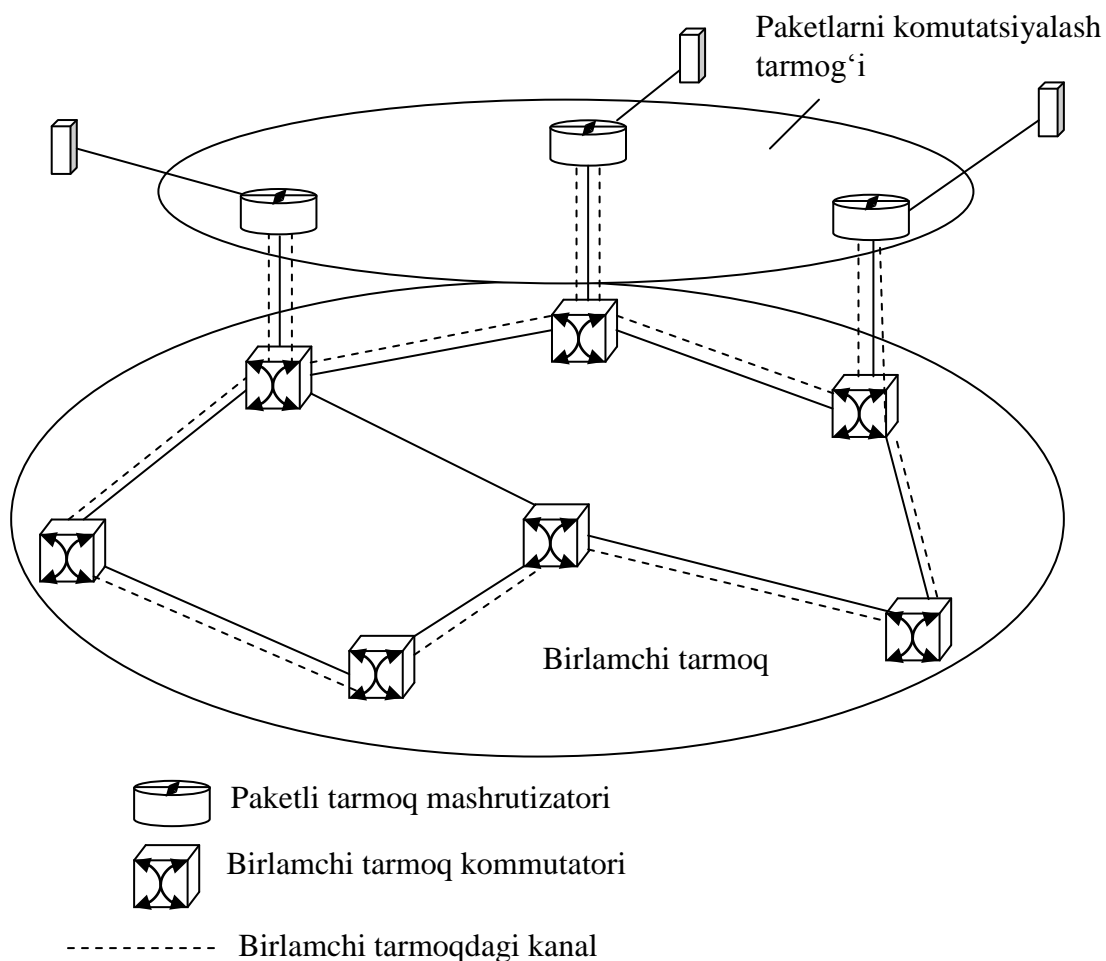 Paketlarni komutatsiyalash
tarmog‘i
Birlamchi tarmoq
Paketli tarmoq mashrutizatori
Birlamchi tarmoq kommutatori
Birlamchi tarmoqdagi kanal